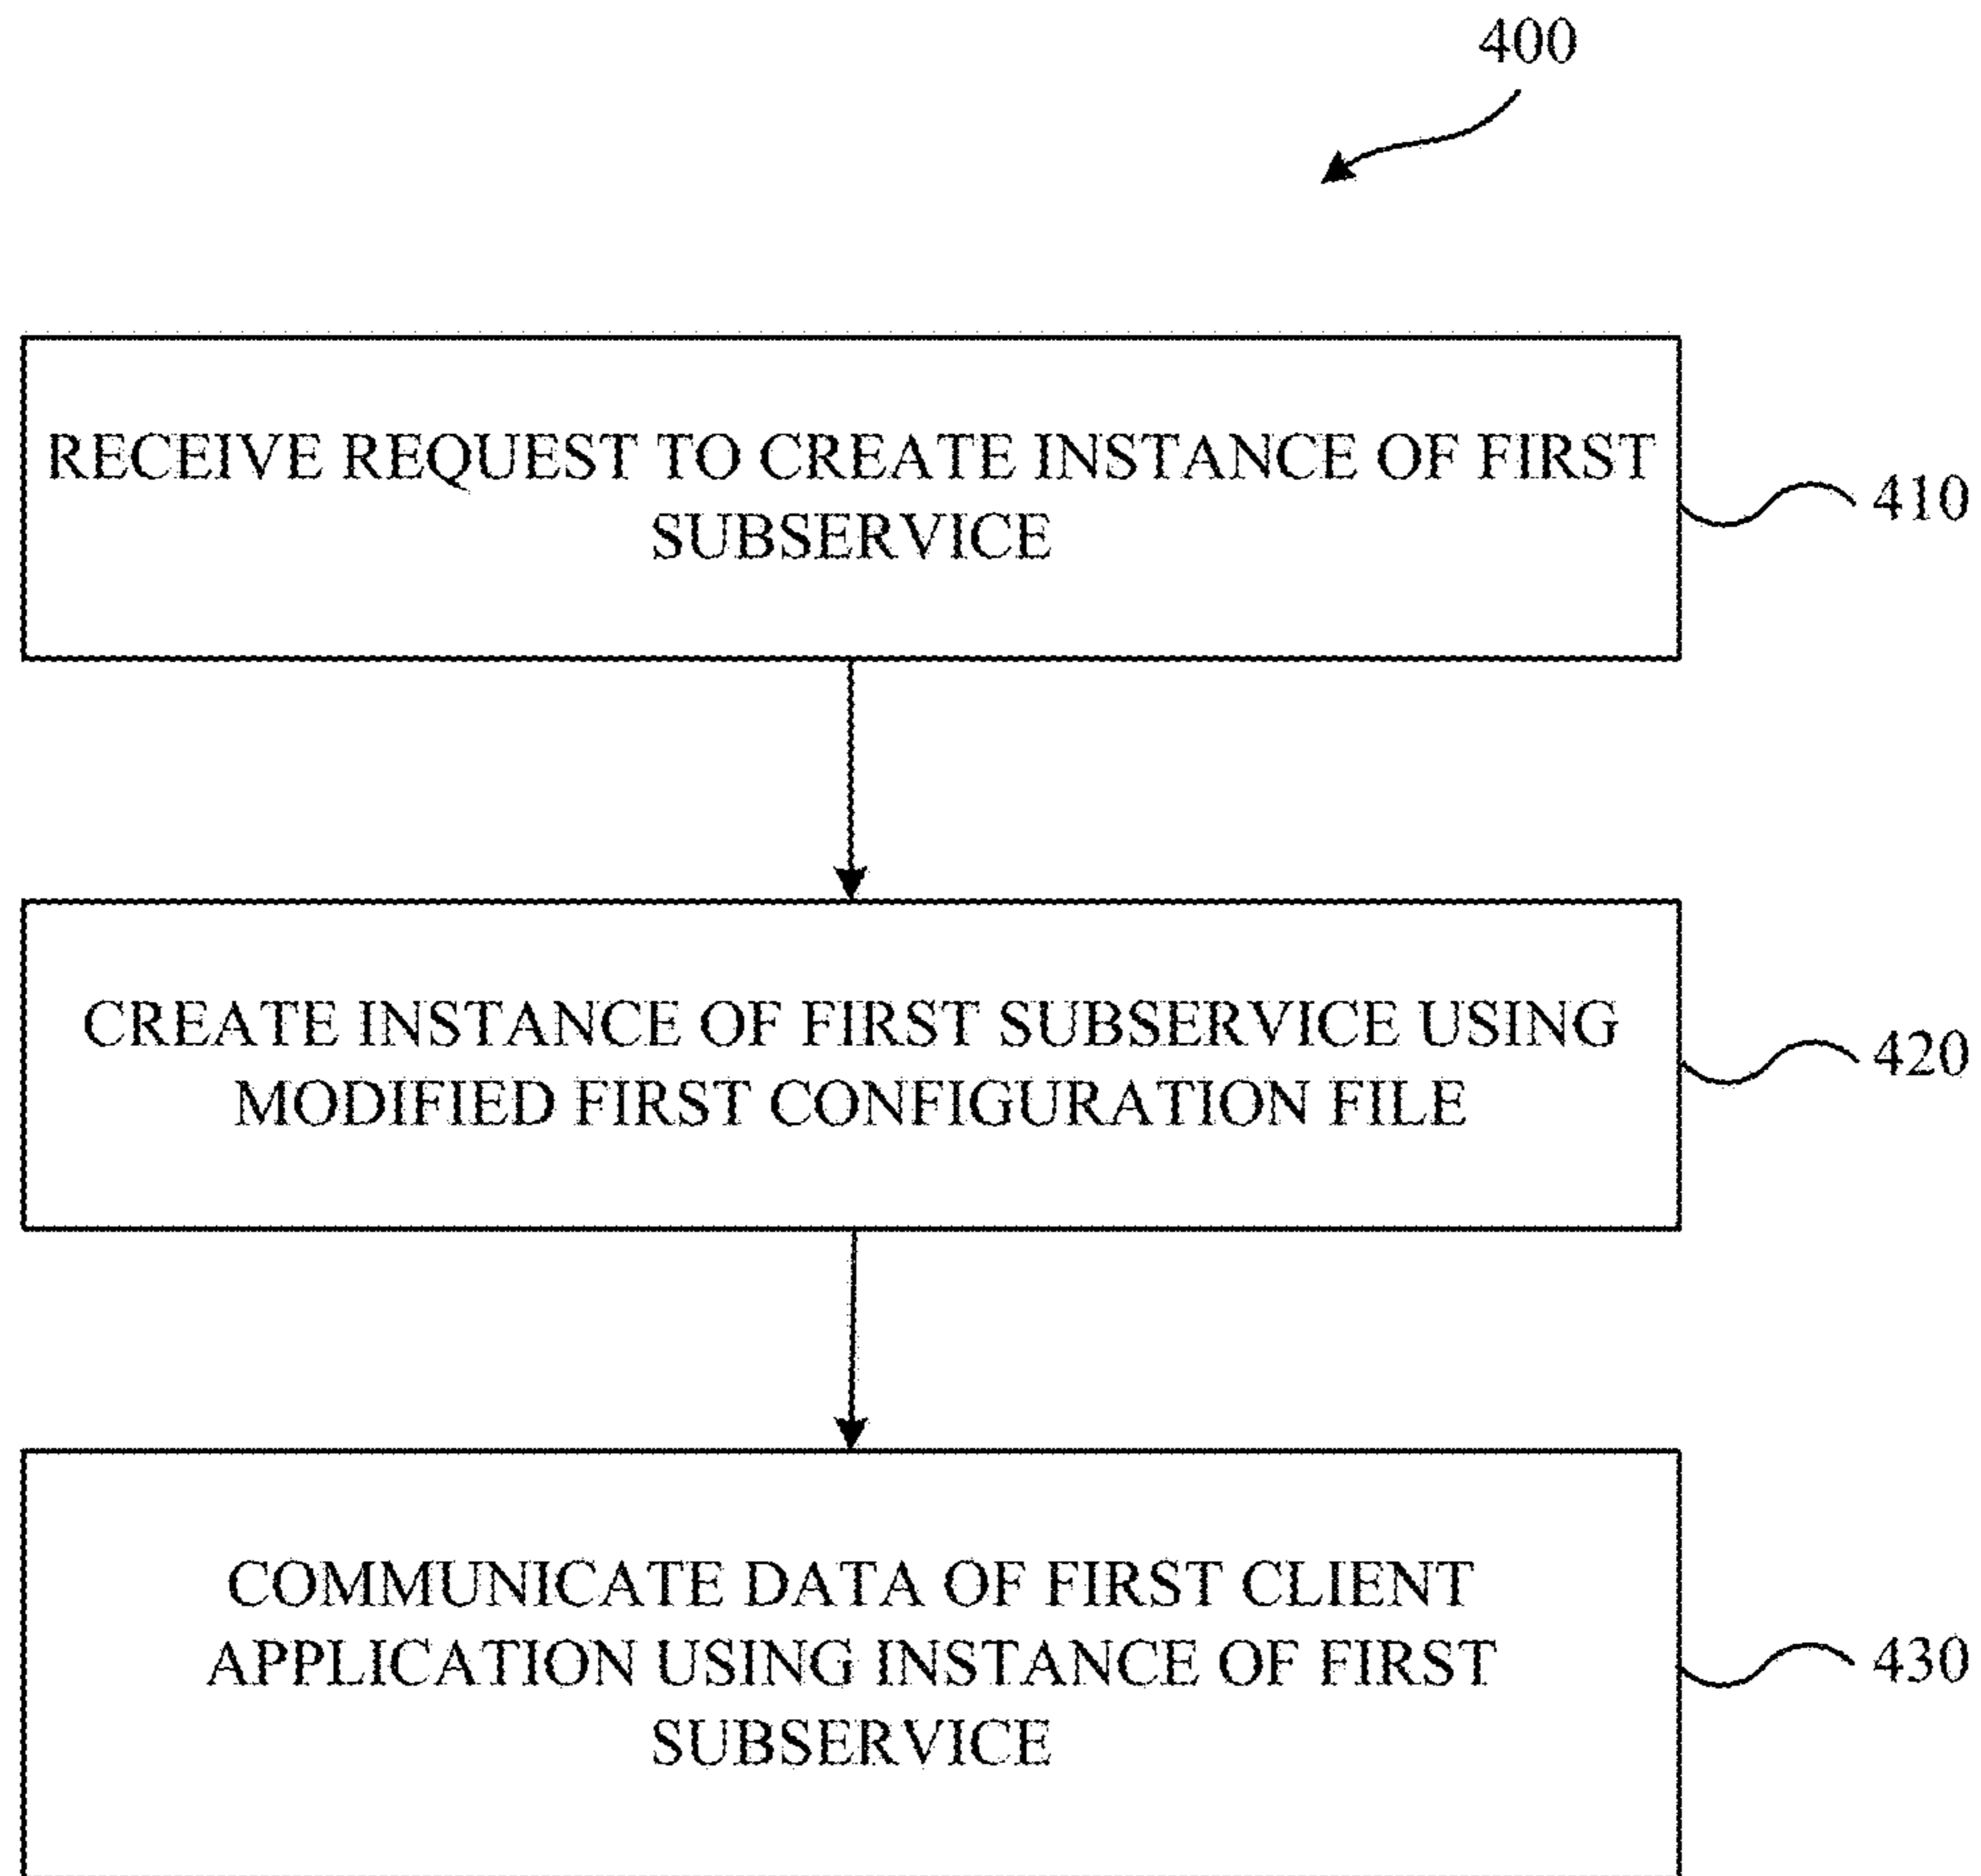 400
RECEIVE REQUEST TO CREATE INSTANCE OF FIRST
SUBSERVICE
410
CREATE INSTANCE OF FIRST SUBSERVICE USING
MODIFIED FIRST CONFIGURATION FILE
420
COMMUNICATE DATA OF FIRST CLIENT
APPLICATION USING INSTANCE OF FIRST
SUBSERVICE
430